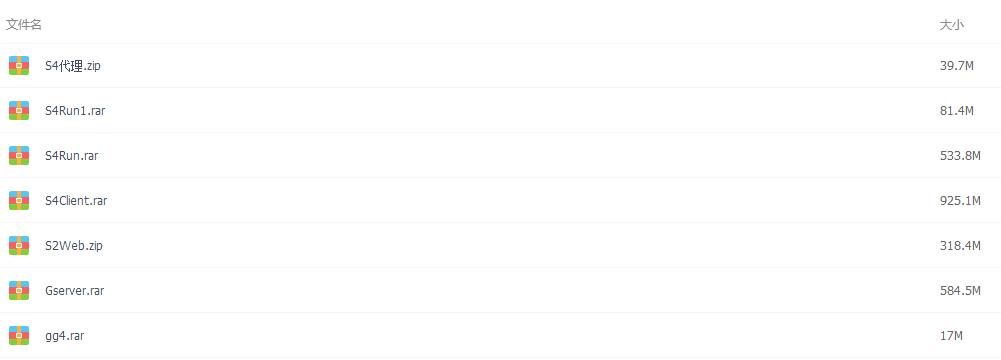 文件名 大小
S4代理.zip 39.7M
S4Run1.rar 81.4M
S4Run.rar 533.8M
S4Client.rar 925.1M
S2Web.zip 318.4M
Gserver.rar 584.5M
gg4.rar 17M